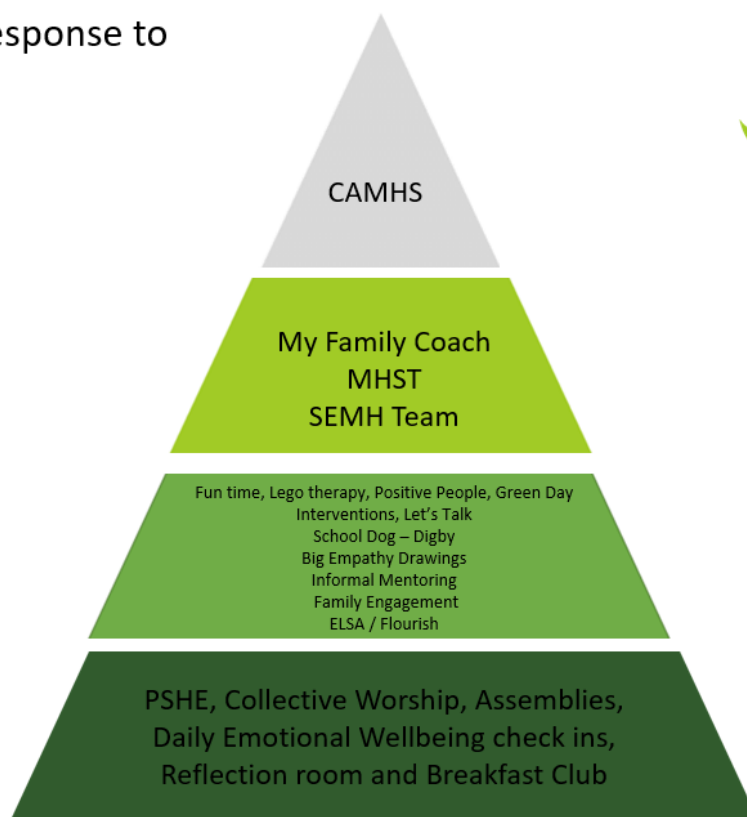 esponse to
CAMHS
My Family Coach
MHST
SEMH Team
Fun time, Lego therapy, Positive People, Green Day
Interventions, Let's Talk
School Dog – Digby
Big Empathy Drawings
Informal Mentoring
Family Engagement
ELSA / Flourish
PSHE, Collective Worship, Assemblies,
Daily Emotional Wellbeing check ins,
Reflection room and Breakfast Club